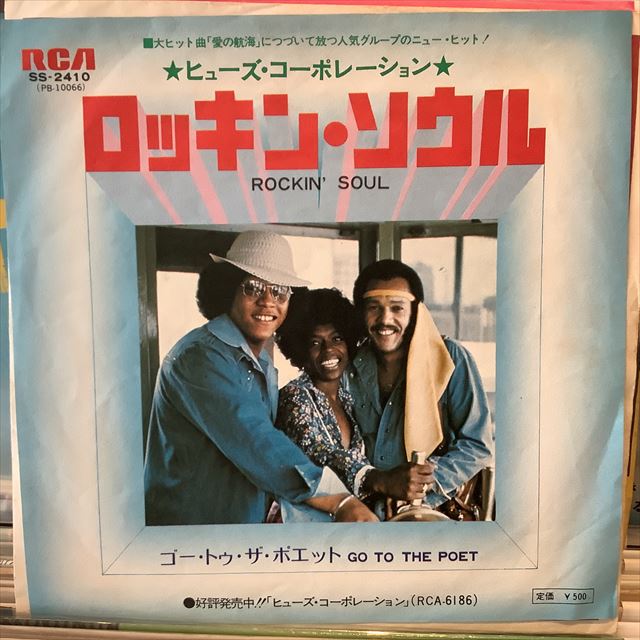 ■大ヒット曲「愛の航海」につづいて放つ人気グループのニュー・ヒット!
RCA
SS-2410
(PB-10066)
★ヒューズ・コーポレーション★
ロッキン・ソウル
ROCKIN' SOUL
ゴー・トゥ・ザ・ポエット GO TO THE POET
●好評発売中!!「ヒューズ・コーポレーション」(RCA-6186)
定価 ￥500